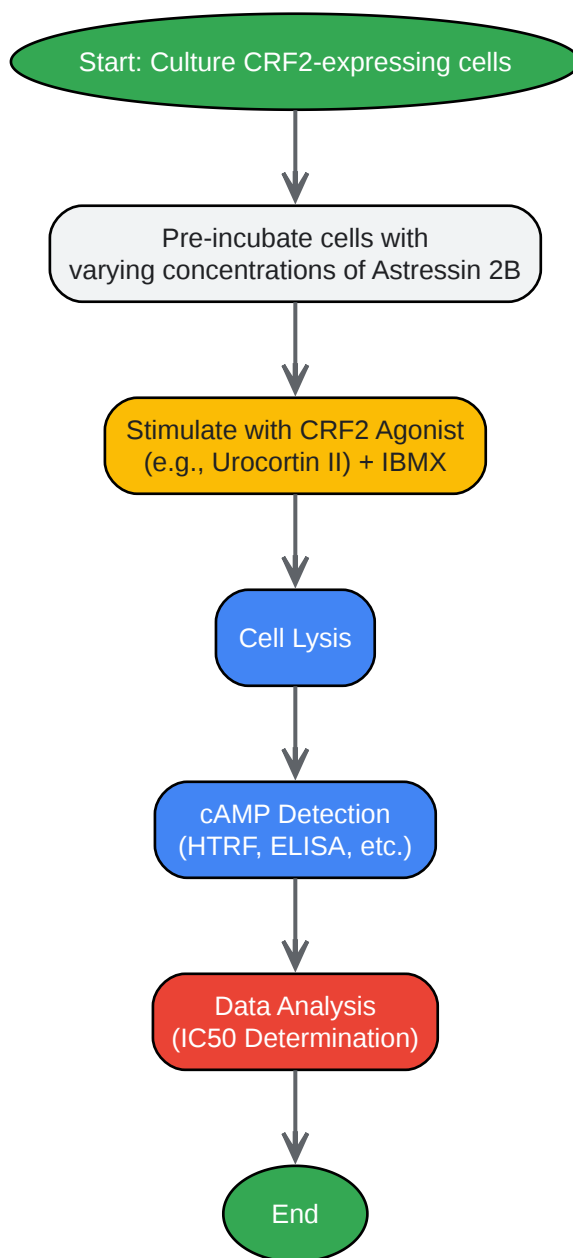 Start: Culture CRF2-expressing cells
Pre-incubate cells with
varying concentrations of Astressin 2B
Stimulate with CRF2 Agonist
(e.g., Urocortin II) + IBMX
Cell Lysis
cAMP Detection
(HTRF, ELISA, etc.)
Data Analysis
(IC50 Determination)
End